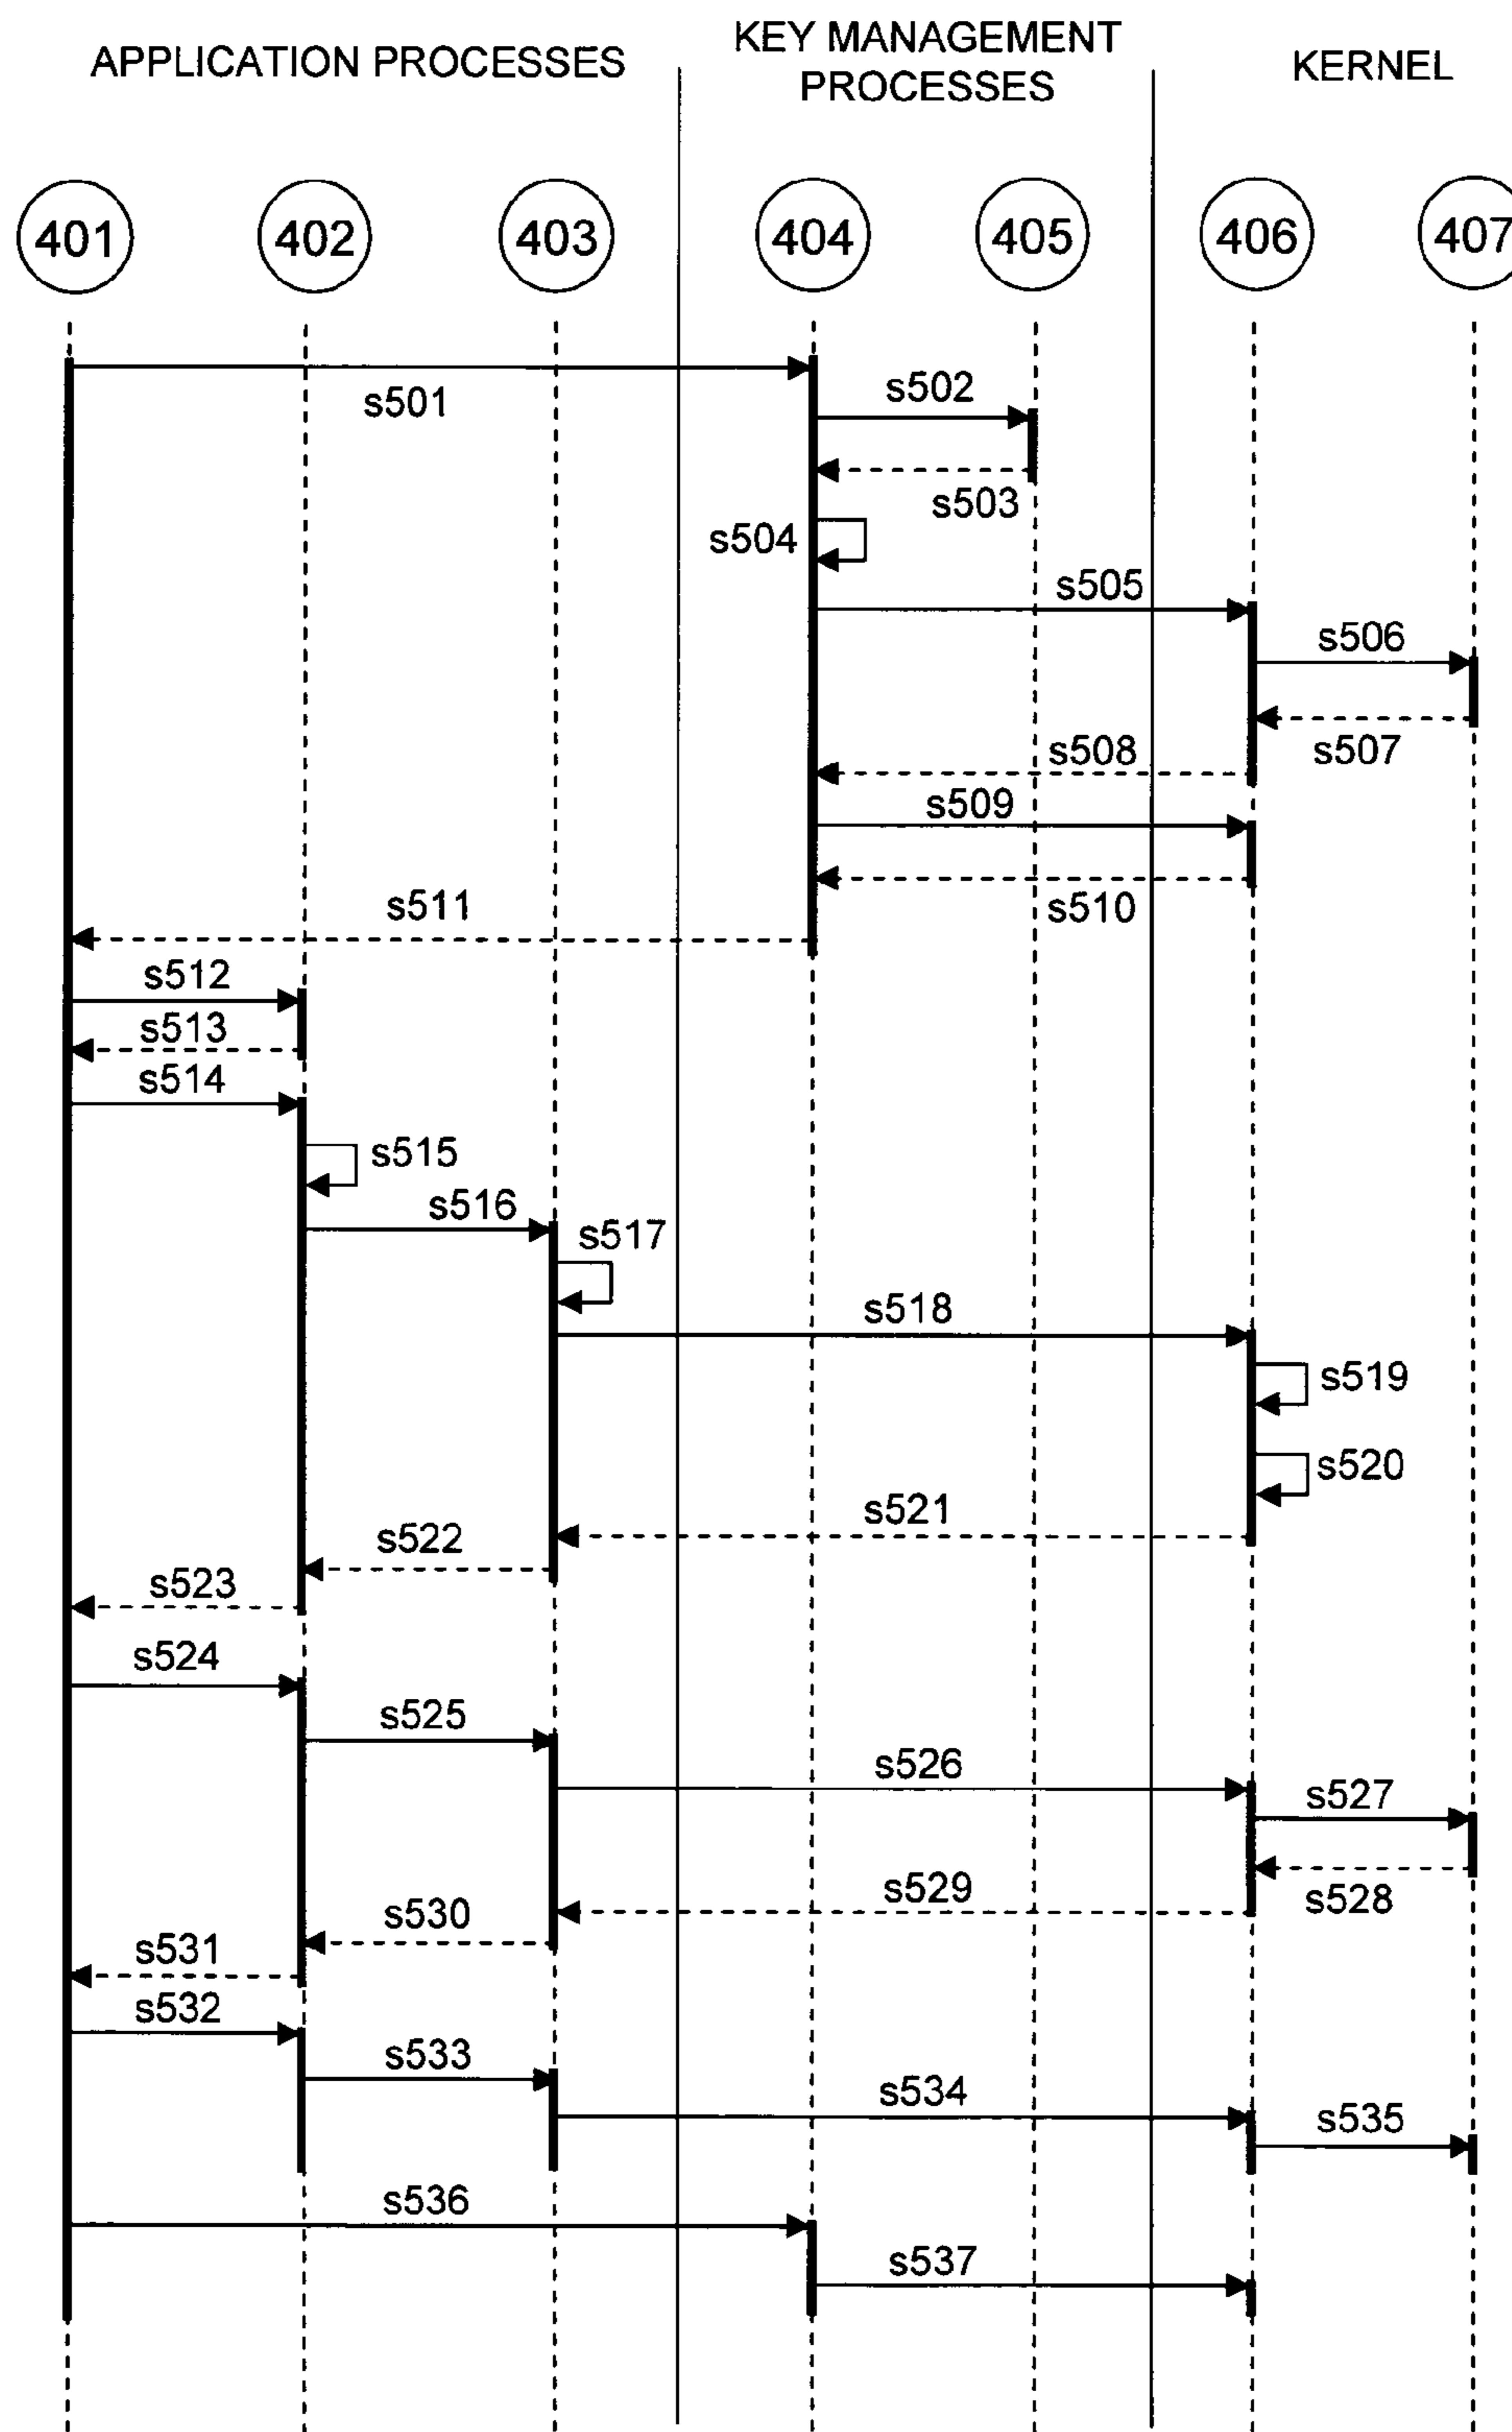 APPLICATION PROCESSES
KEY MANAGEMENT
PROCESSES
KERNEL
401
402
403
404
405
406
407
s501
s502
s503
s504
s505
s506
s507
s508
s509
s510
s511
s512
s513
s514
s515
s516
s517
s518
s519
s520
s521
s522
s523
s524
s525
s526
s527
s528
s529
s530
s531
s532
s533
s534
s535
s536
s537